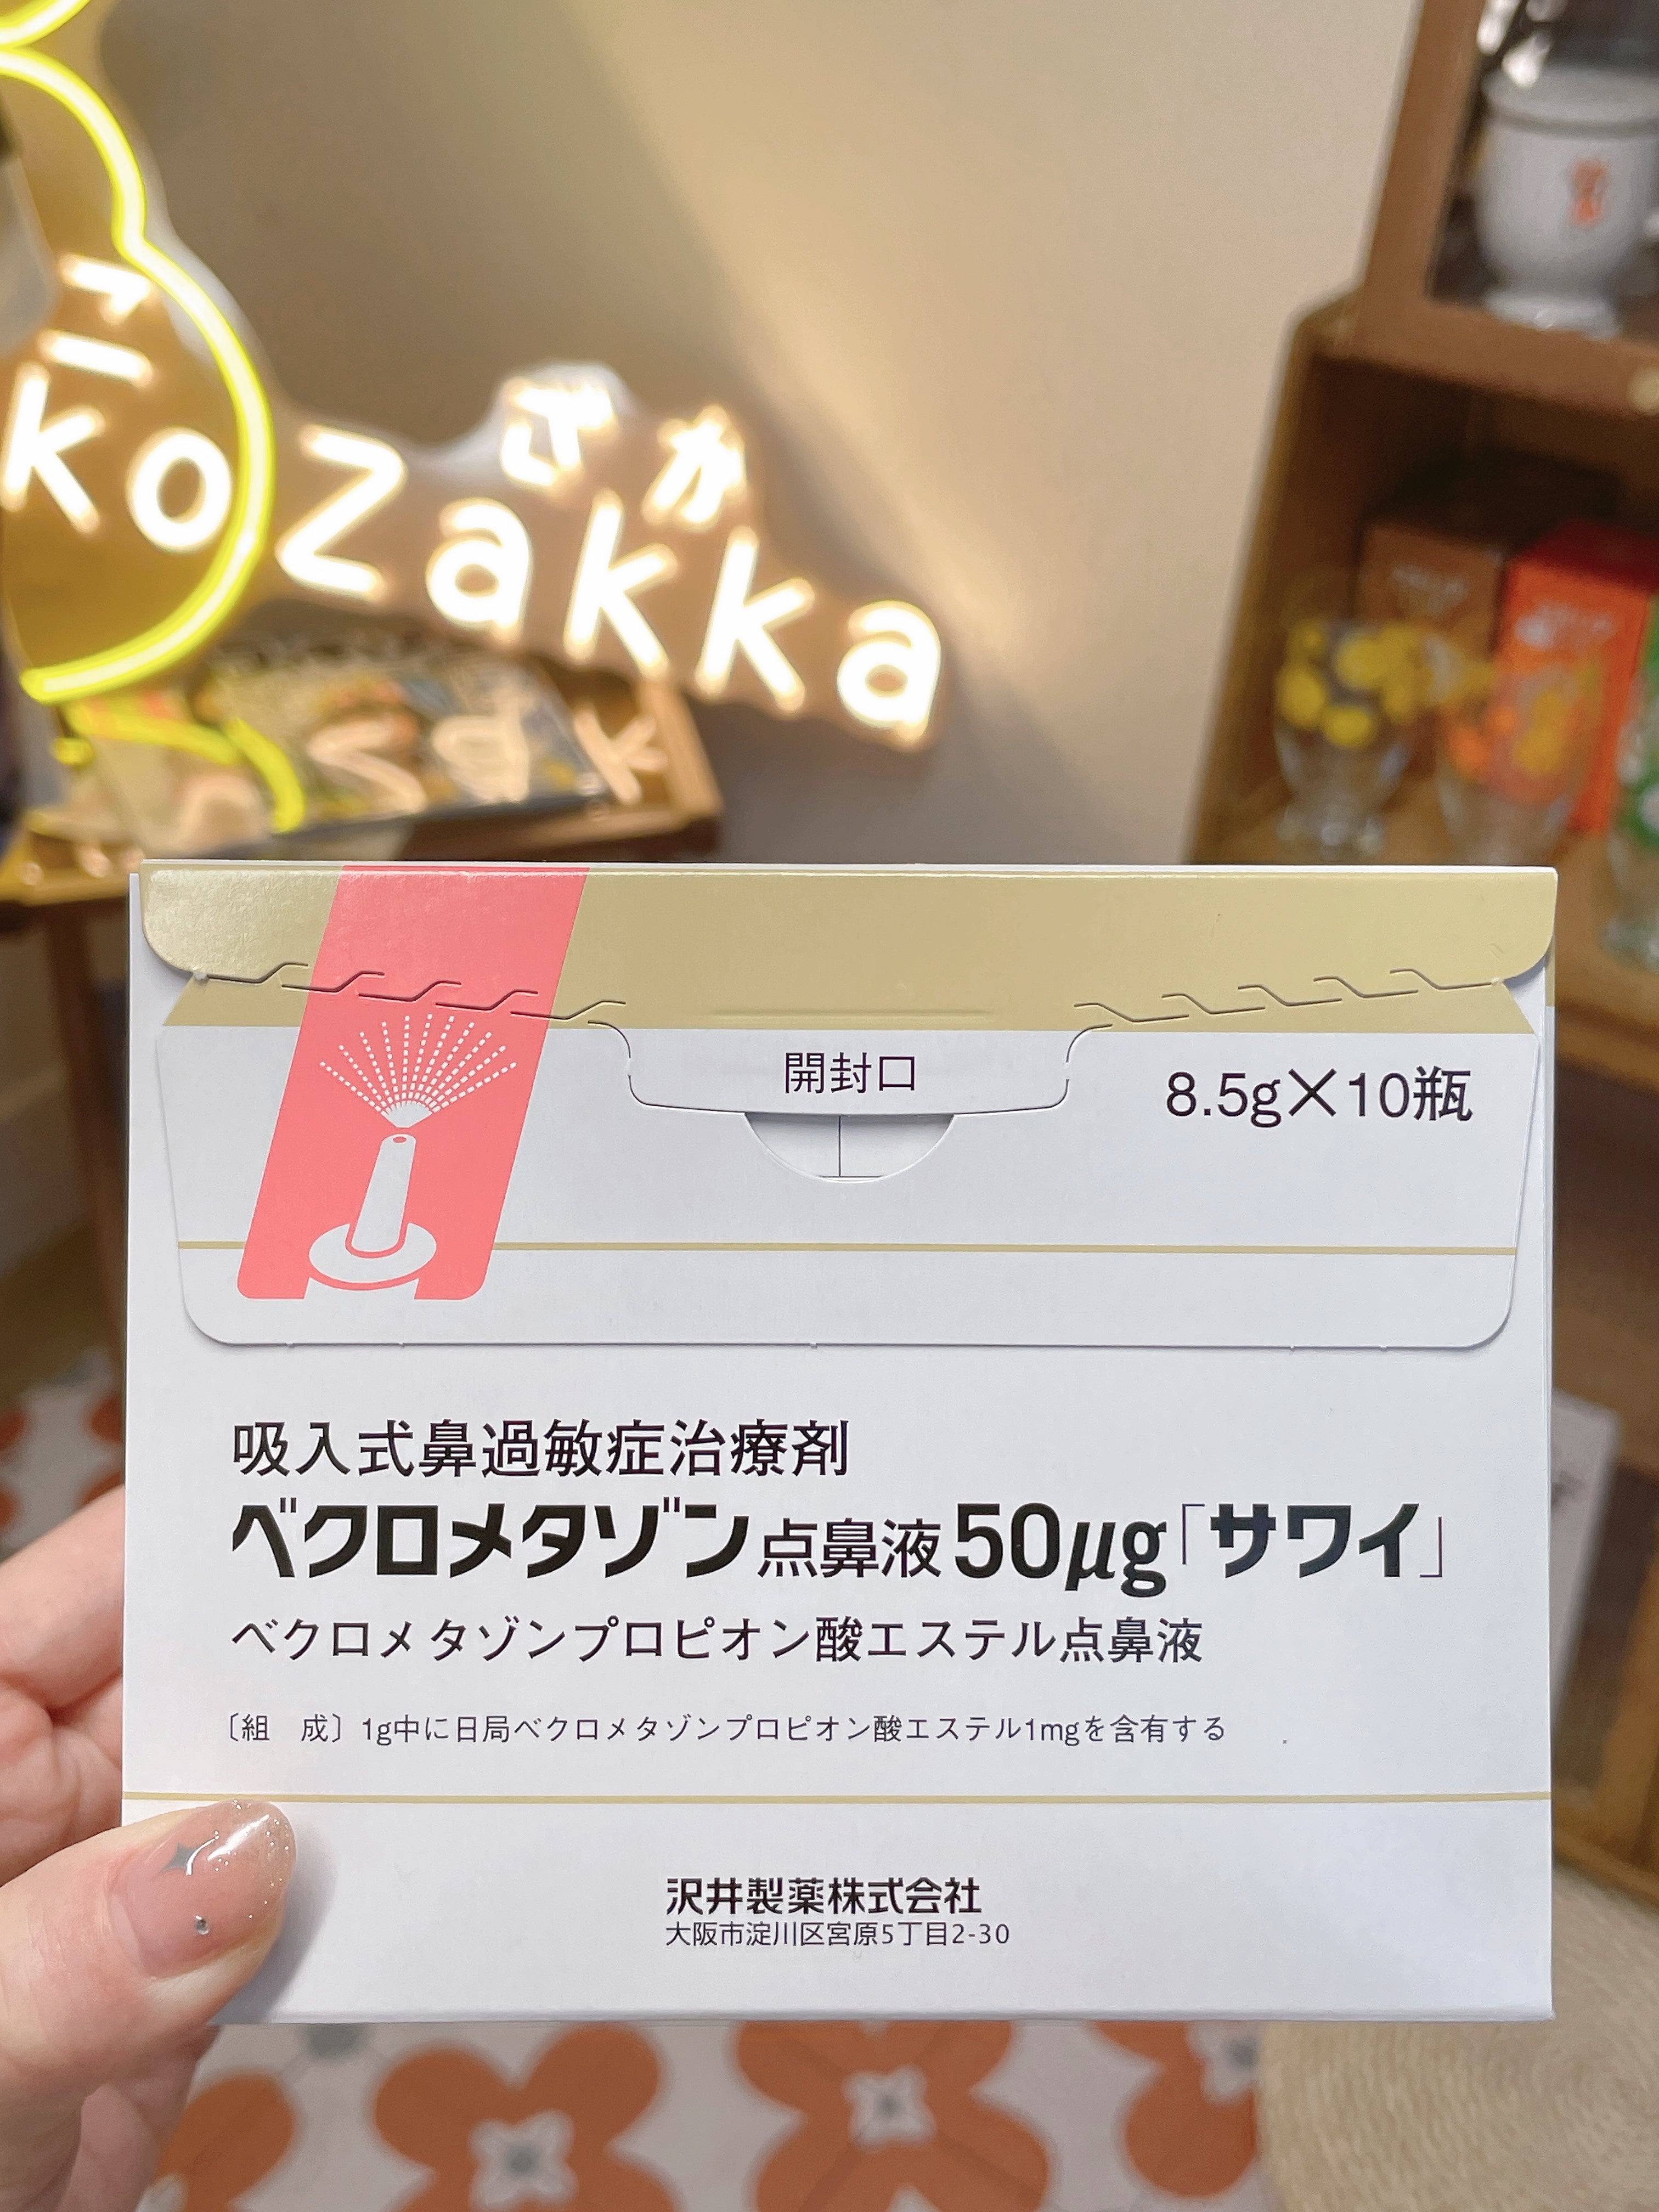 ko
ざっか
zakka
開封口
8.5g×10瓶
吸入式鼻過敏症治療剤
ベクロメタゾン点鼻液50μg「サワイ」
ベクロメタゾンプロピオン酸エステル点鼻液
〔組　成〕1g中に日局ベクロメタゾンプロピオン酸エステル1mgを含有する
沢井製薬株式会社
大阪市淀川区宮原5丁目2-30